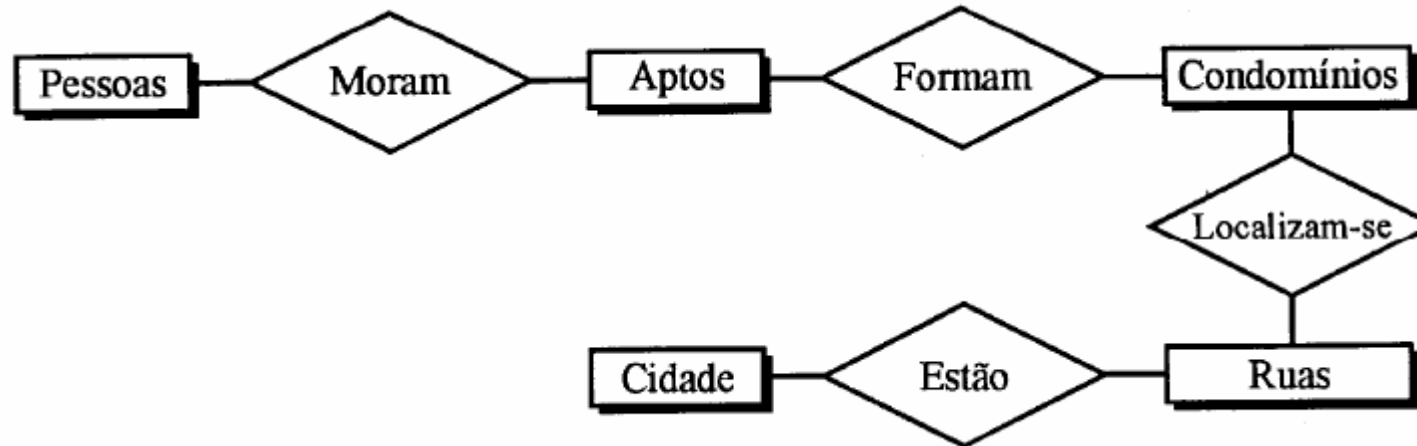 Pessoas
Moram
Aptos
Formam
Condomínios
Localizam-se
Cidade
Estão
Ruas